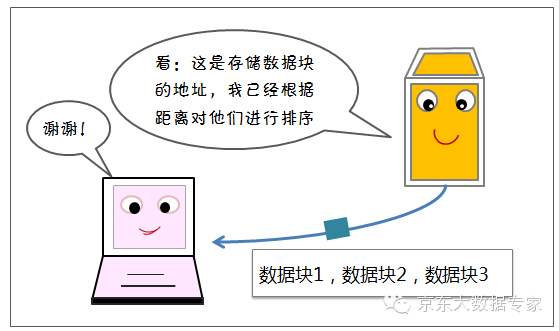 看：这是存储数据块
的地址，我已经根据
距离对他们进行排序
谢谢！
数据块1，数据块2，数据块3
京东大数据专家